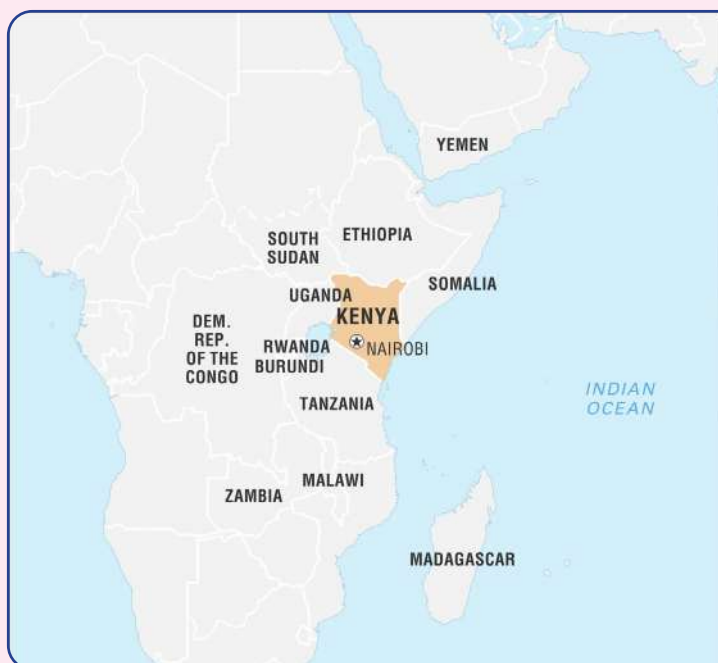 YEMEN
ETHIOPIA
SOUTH
SUDAN
SOMALIA
UGANDA
KENYA
DEM.
REP.
OF THE
CONGO
NAIROBI
RWANDA
BURUNDI
INDIAN
OCEAN
TANZANIA
MALAWI
ZAMBIA
MADAGASCAR